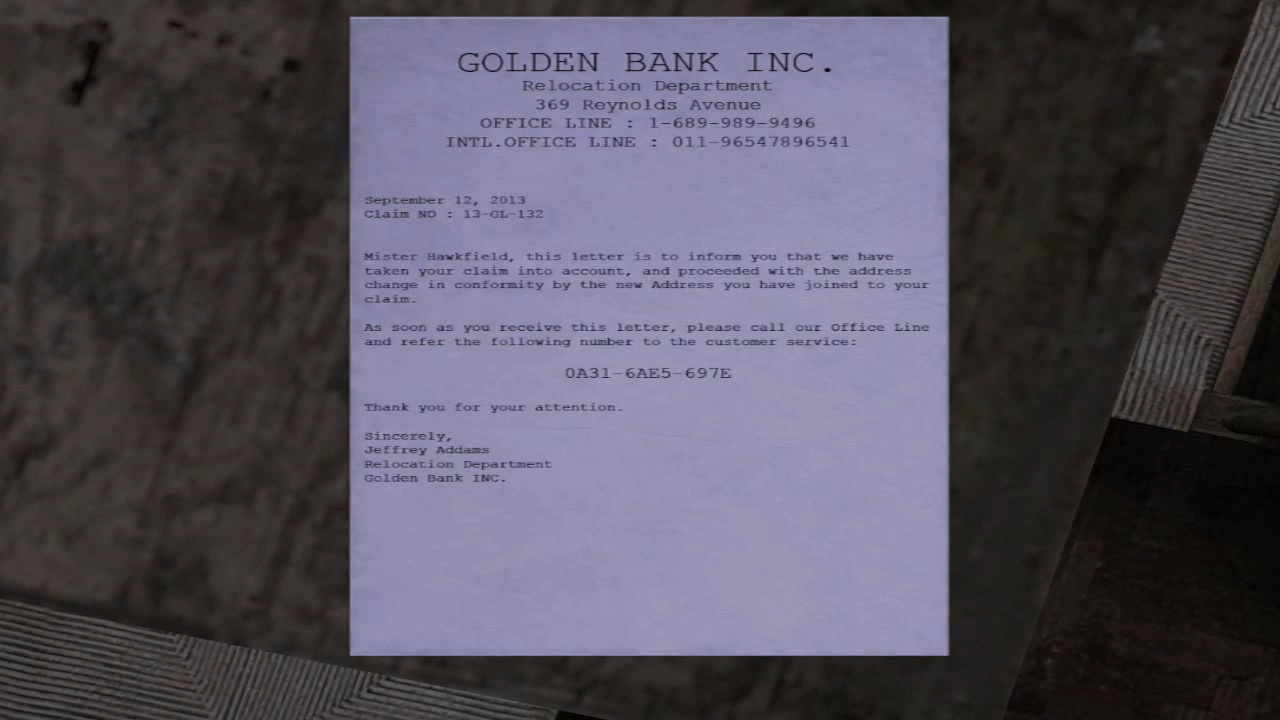 GOLDEN BANK INC.
Relocation Department
369 Reynolds Avenue
OFFICE LINE : 1-689-989-9496
INTL.OFFICE LINE : 011-96547896541
September 12, 2013
Claim NO : 13-GL-132
Mister Hawkfield, this letter is to inform you that we have
taken your claim into account, and proceeded with the address
change in conformity by the new Address you have joined to your
claim.
As soon as you receive this letter, please call our Office Line
and refer the following number to the customer service:
0A31-6AE5-697E
Thank you for your attention.
Sincerely,
Jeffrey Addams
Relocation Department
Golden Bank INC.